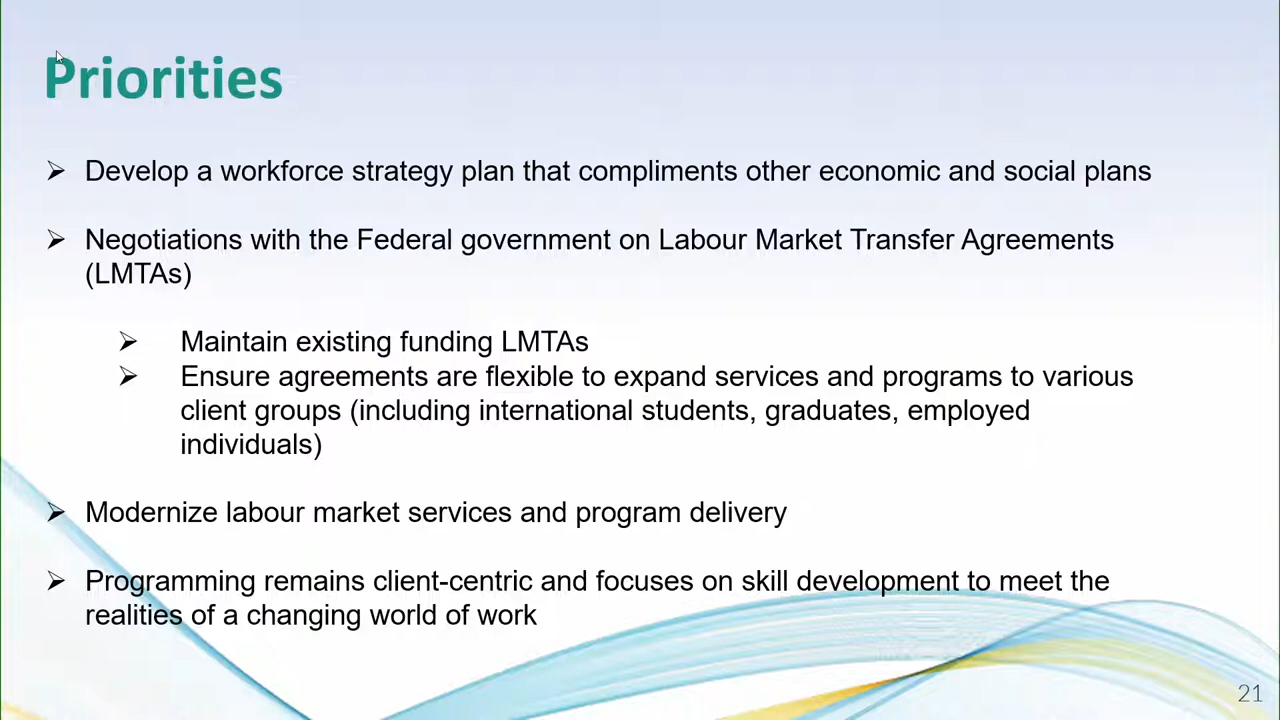 Priorities
➢ Develop a workforce strategy plan that compliments other economic and social plans
➢ Negotiations with the Federal government on Labour Market Transfer Agreements
(LMTAs)
➢ Maintain existing funding LMTAs
➢ Ensure agreements are flexible to expand services and programs to various
client groups (including international students, graduates, employed
individuals)
➢ Modernize labour market services and program delivery
➢ Programming remains client-centric and focuses on skill development to meet the
realities of a changing world of work
21